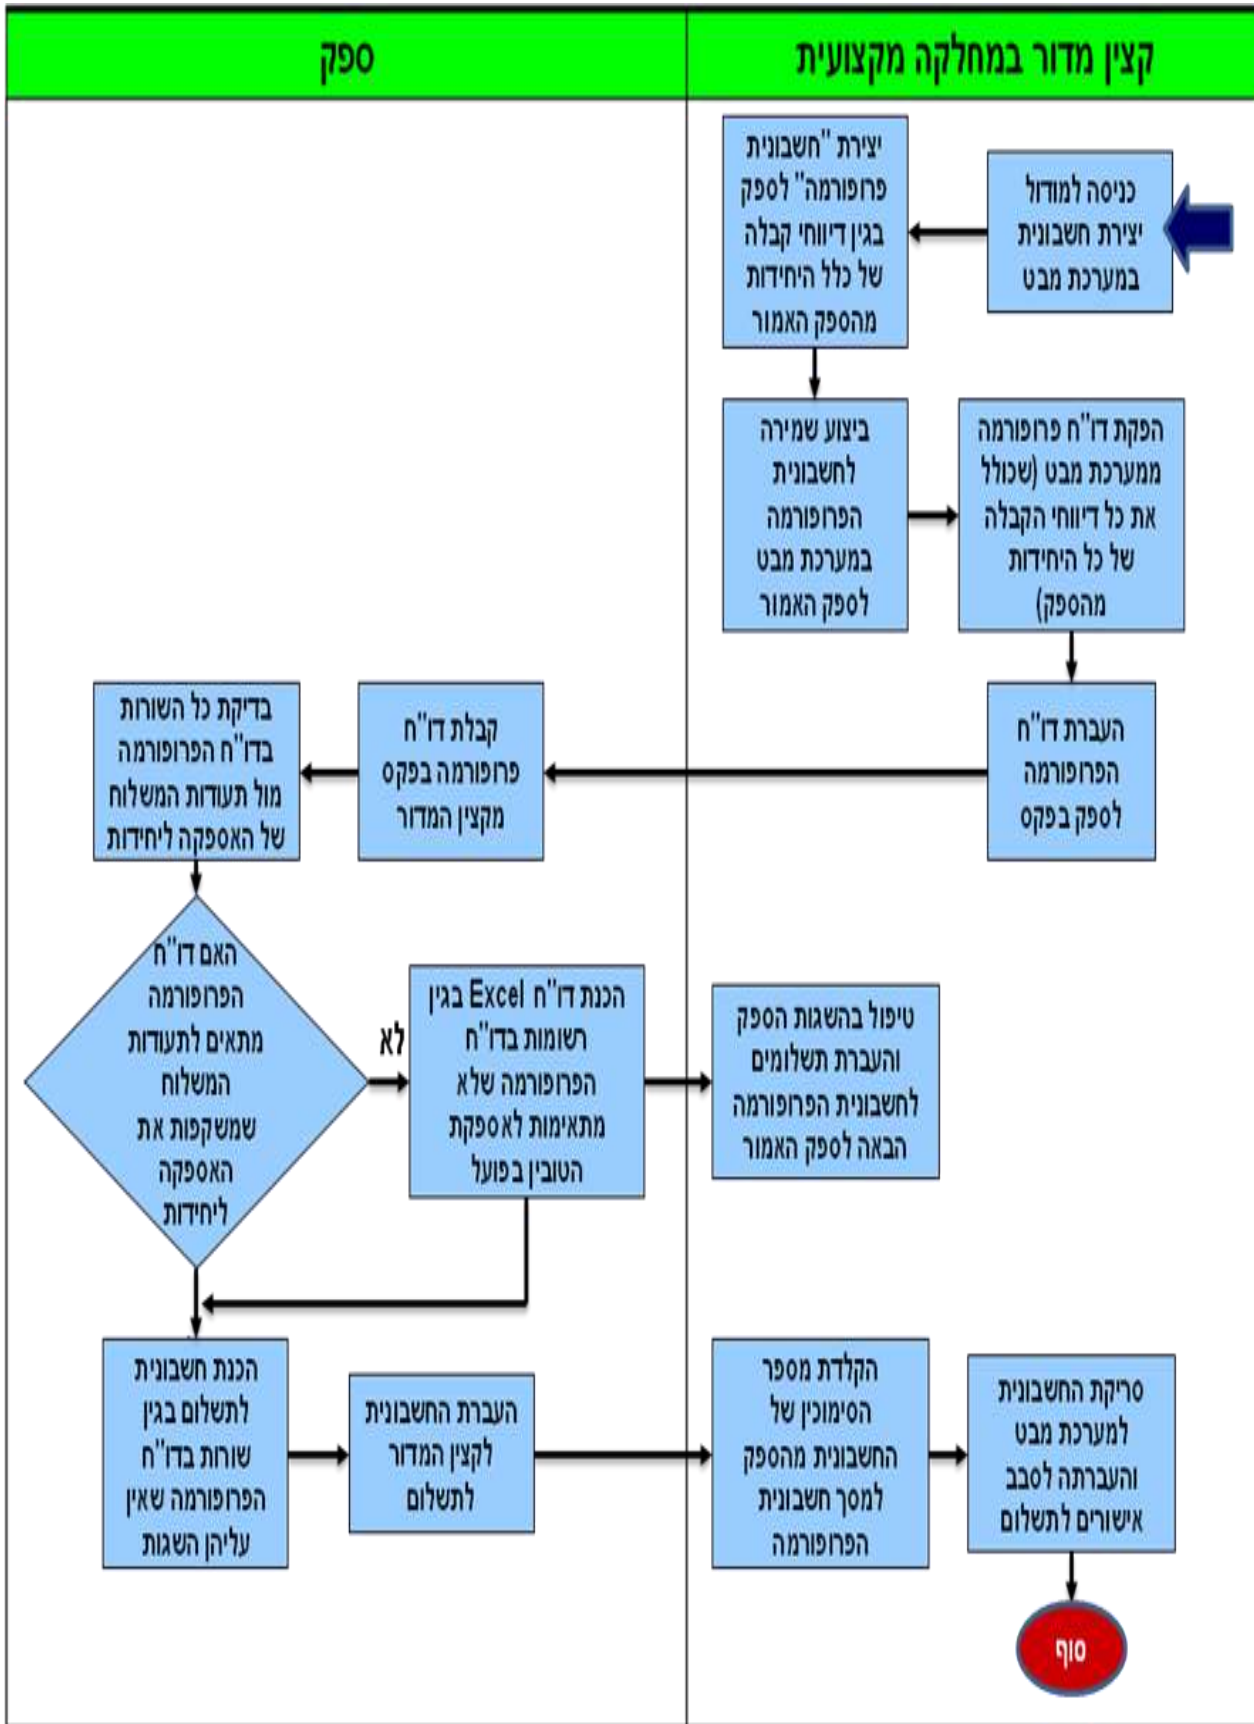 קצין מדור במחלקה מקצועית
ספק
כניסה למודול
יצירת חשבונית
במערכת מבט
יצירת "חשבונית
פרופורמה" לספק
בגין דיווחי קבלה
של כלל היחידות
מהספק האמור
ביצוע שמירה
לחשבונית
הפרופורמה
במערכת מבט
לספק האמור
הפקת דו"ח פרופורמה
ממערכת מבט (שכולל
את כל דיווחי הקבלה
של כל היחידות
מהספק)
העברת דו"ח
הפרופורמה
לספק בפקס
קבלת דו"ח
פרופורמה בפקס
מקצין המדור
בדיקת כל השורות
בדו"ח הפרופורמה
מול תעודות המשלוח
של האספקה ליחידות
האם דו"ח
הפרופורמה
מתאים לתעודות
המשלוח
שמשקפות את
האספקה
ליחידות
לא
הכנת דו"ח Excel בגין
רשומות בדו"ח
הפרופורמה שלא
מתאימות לאספקת
הטובין בפועל
טיפול בהשגות הספק
והעברת תשלומים
לחשבונית הפרופורמה
הבאה לספק האמור
הכנת חשבונית
לתשלום בגין
שורות בדו"ח
הפרופורמה שאין
עליהן השגות
העברת החשבונית
לקצין המדור
לתשלום
הקלדת מספר
הסימוכין של
החשבונית מהספק
למסך חשבונית
הפרופורמה
סריקת החשבונית
למערכת מבט
והעברתה לסבב
אישורים לתשלום
סוף